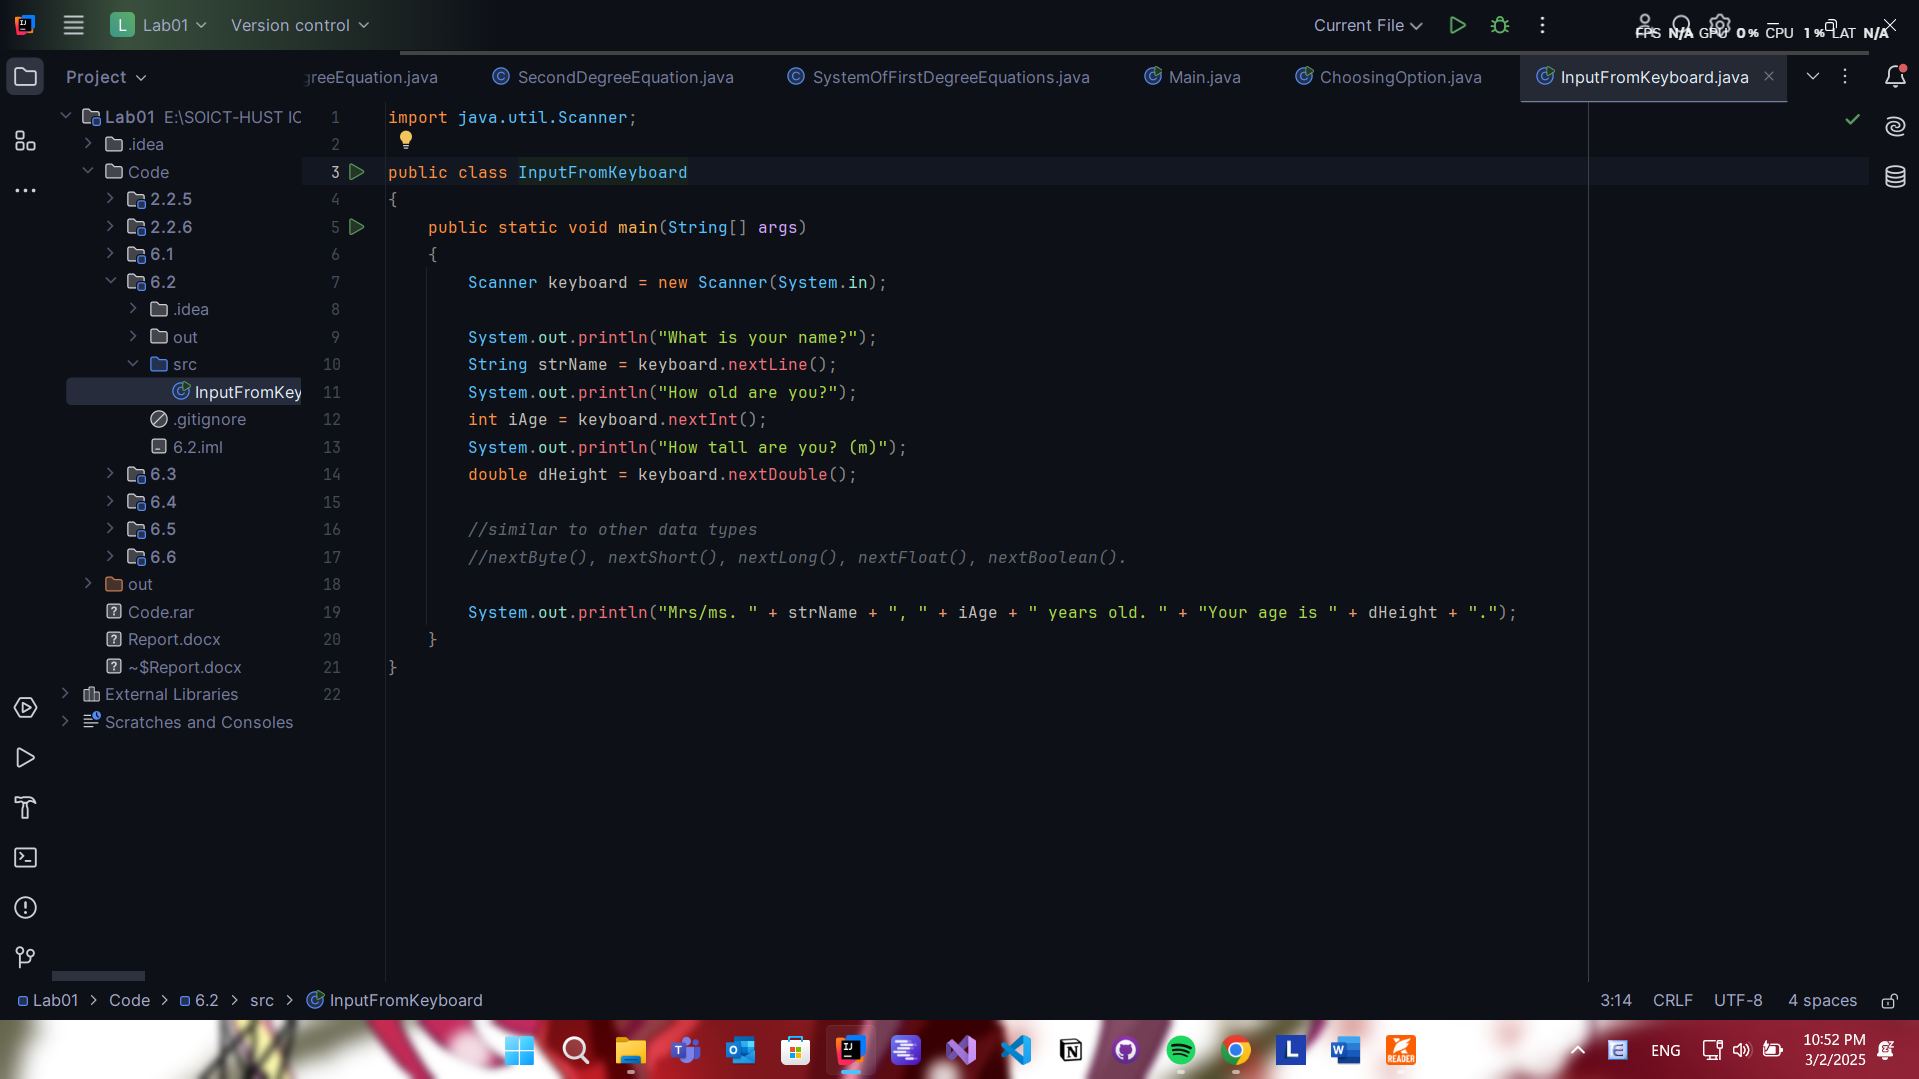 L Lab01 Version control Current File
FPS N/A GPU 0% CPU 1% LAT N/A
Project
greeEquation.java SecondDegreeEquation.java SystemOfFirstDegreeEquations.java Main.java ChoosingOption.java InputFromKeyboard.java
Lab01 E:\SOICT-HUST IC
.idea
Code
2.2.5
2.2.6
6.1
6.2
.idea
out
src
InputFromKey
.gitignore
6.2.iml
6.3
6.4
6.5
6.6
out
Code.rar
Report.docx
~$Report.docx
External Libraries
Scratches and Consoles
1 import java.util.Scanner;
2
3 public class InputFromKeyboard
4 {
5 public static void main(String[] args)
6 {
7 Scanner keyboard = new Scanner(System.in);
8
9 System.out.println("What is your name?");
10 String strName = keyboard.nextLine();
11 System.out.println("How old are you?");
12 int iAge = keyboard.nextInt();
13 System.out.println("How tall are you? (m)");
14 double dHeight = keyboard.nextDouble();
15
16 //similar to other data types
17 //nextByte(), nextShort(), nextLong(), nextFloat(), nextBoolean().
18
19 System.out.println("Mrs/ms. " + strName + ", " + iAge + " years old. " + "Your age is " + dHeight + ".");
20 }
21 }
22
Lab01 > Code > 6.2 > src > InputFromKeyboard
3:14 CRLF UTF-8 4 spaces
ENG
10:52 PM
3/2/2025
L
READER